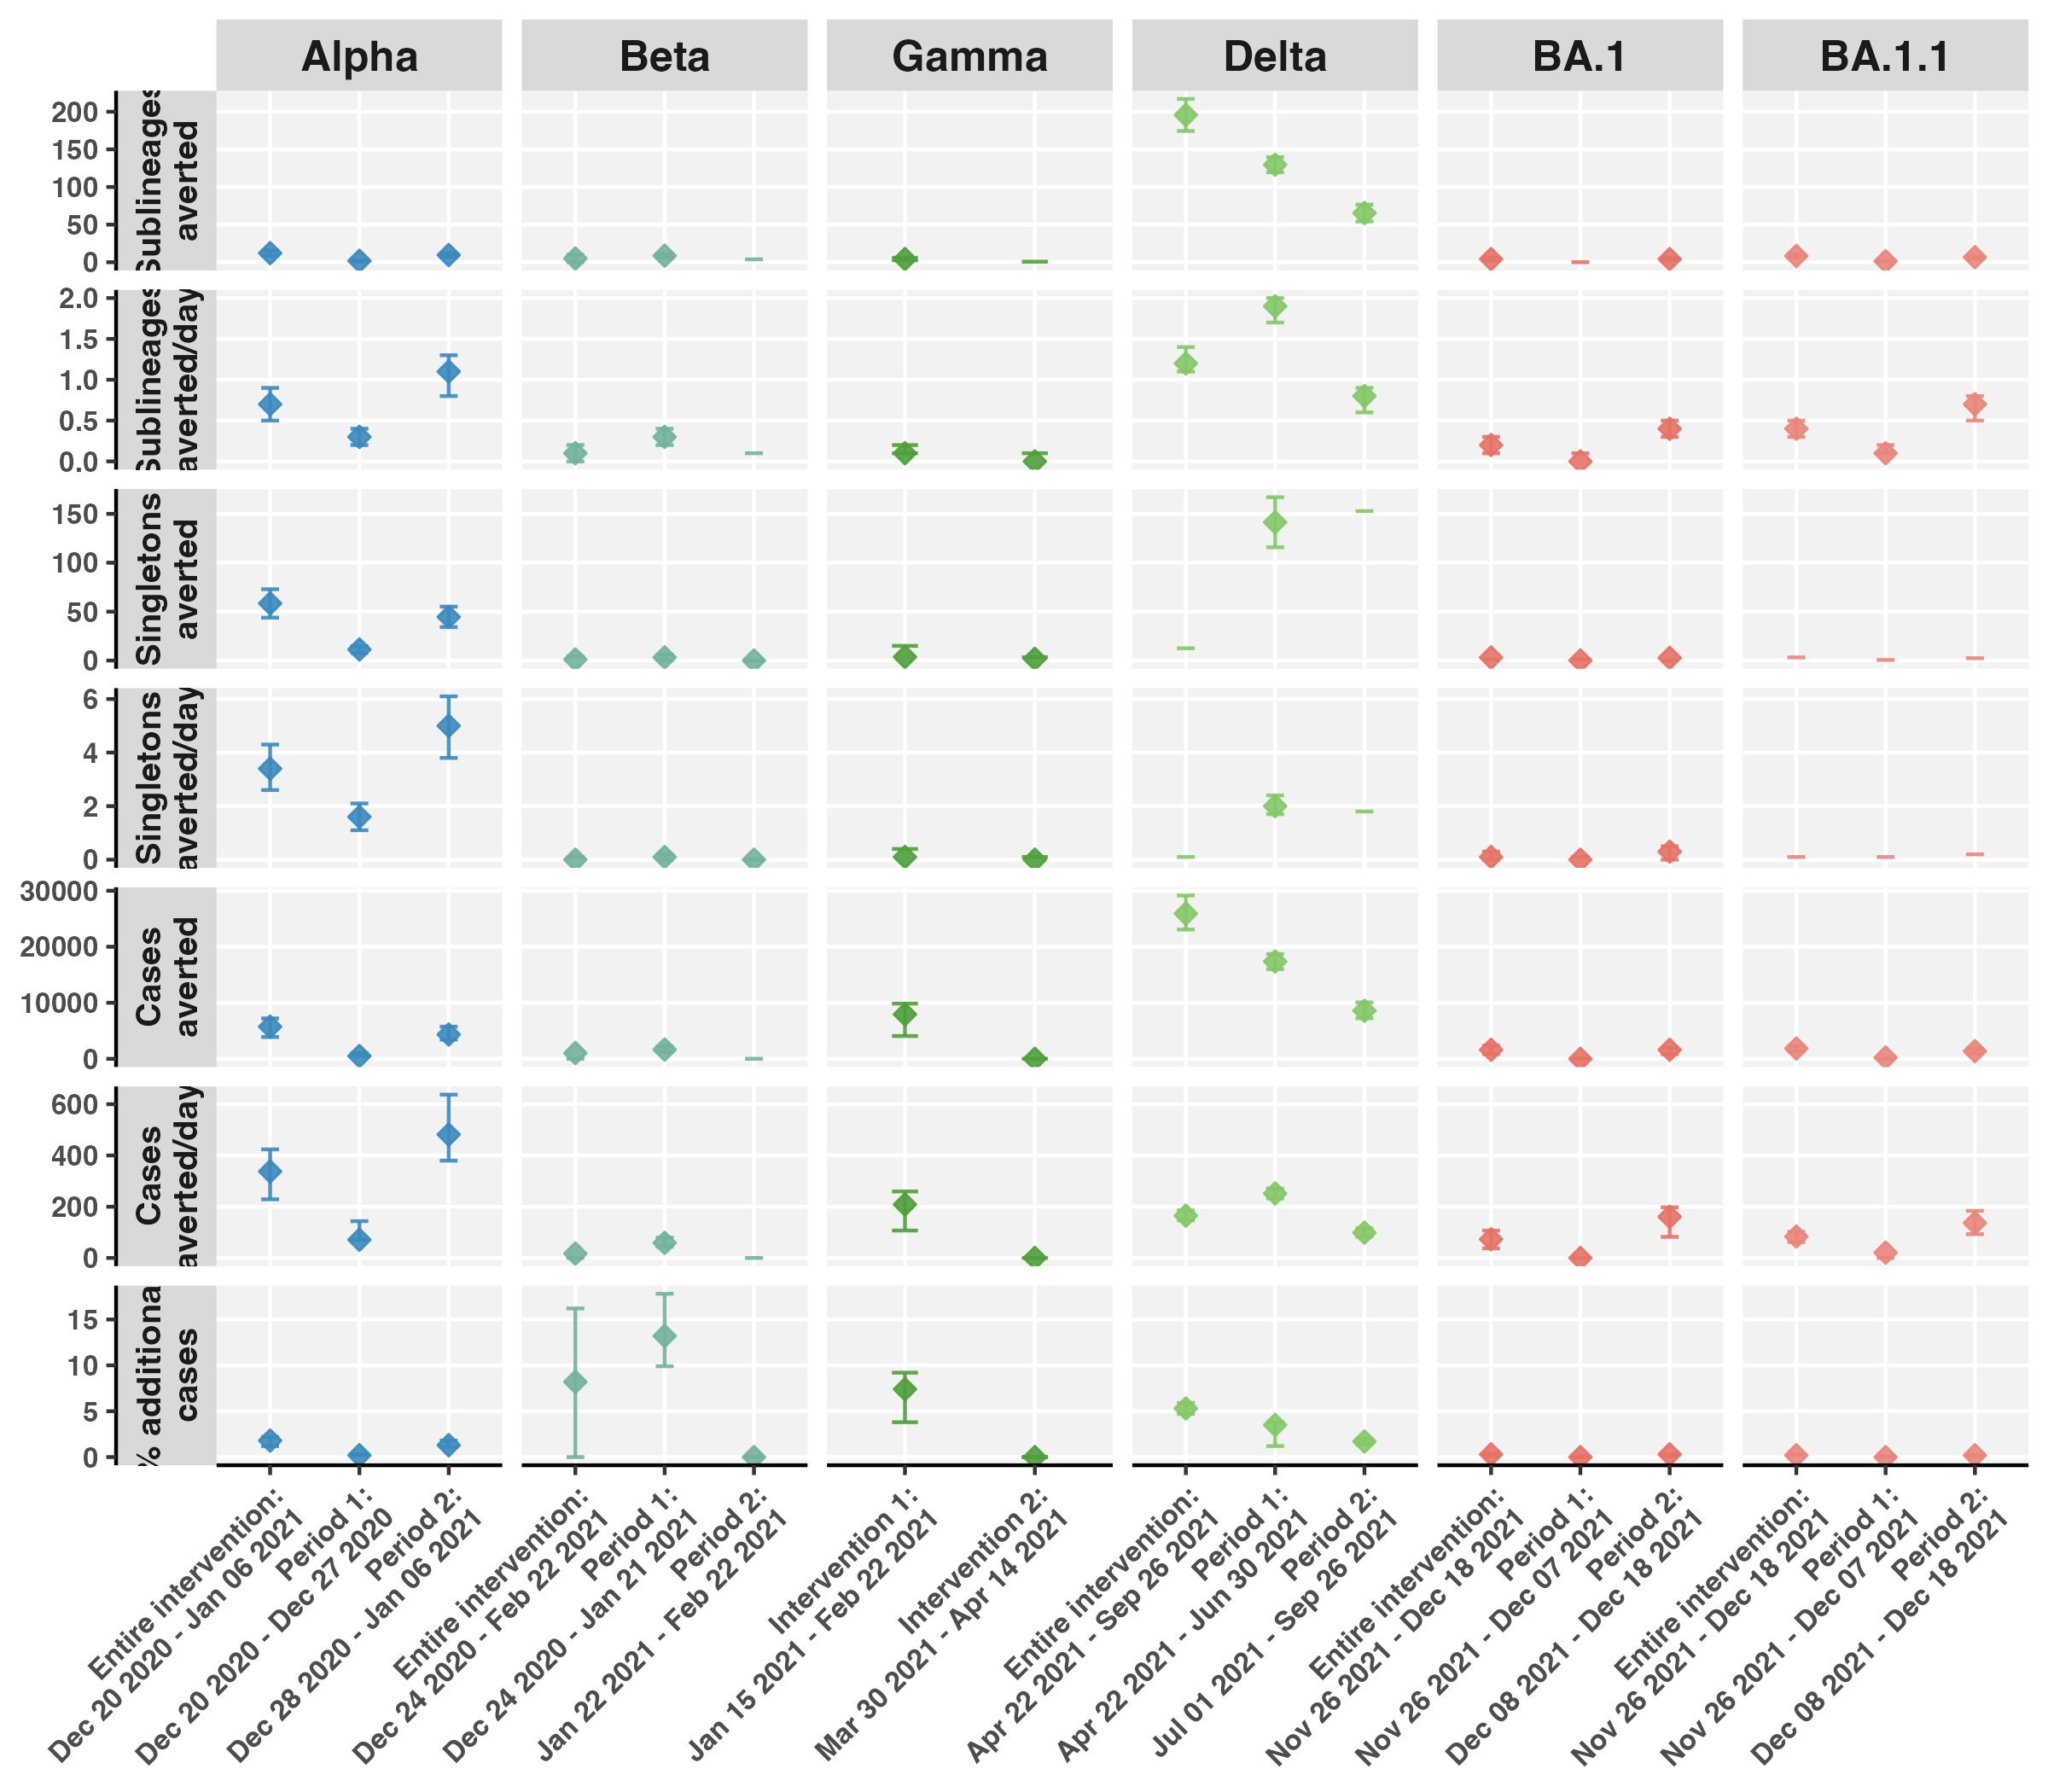 Alpha Beta Gamma Delta BA.1 BA.1.1
Sublineages
averted
200
150
100
50
0
Sublineages
averted/day
2.0
1.5
1.0
0.5
0.0
Singletons
averted
150
100
50
0
Singletons
averted/day
6
4
2
0
Cases
averted
30000
20000
10000
0
Cases
averted/day
600
400
200
0
% additiona
cases
15
10
5
0
Entire intervention:
Dec 20 2020 - Jan 06 2021
Period 1:
Dec 20 2020 - Dec 27 2020
Period 2:
Dec 28 2020 - Jan 06 2021
Entire intervention:
Dec 24 2020 - Feb 22 2021
Period 1:
Dec 24 2020 - Jan 21 2021
Period 2:
Jan 22 2021 - Feb 22 2021
Intervention 1:
Jan 15 2021 - Feb 22 2021
Intervention 2:
Mar 30 2021 - Apr 14 2021
Entire intervention:
Apr 22 2021 - Sep 26 2021
Period 1:
Apr 22 2021 - Jun 30 2021
Period 2:
Jul 01 2021 - Sep 26 2021
Entire intervention:
Nov 26 2021 - Dec 18 2021
Period 1:
Nov 26 2021 - Dec 07 2021
Period 2:
Dec 08 2021 - Dec 18 2021
Entire intervention:
Nov 26 2021 - Dec 18 2021
Period 1:
Nov 26 2021 - Dec 07 2021
Period 2:
Dec 08 2021 - Dec 18 2021